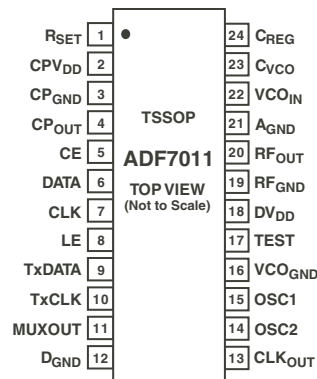 RSET 1 24 CREG
CPVDD 2 23 CVCO
CPGND 3 22 VCOIN
CPOUT 4 TSSOP 21 AGND
CE 5 ADF7011 20 RFOUT
DATA 6 TOP VIEW 19 RFGND
CLK 7 (Not to Scale) 18 DVDD
LE 8 17 TEST
TxDATA 9 16 VCOGND
TxCLK 10 15 OSC1
MUXOUT 11 14 OSC2
DGND 12 13 CLKOUT